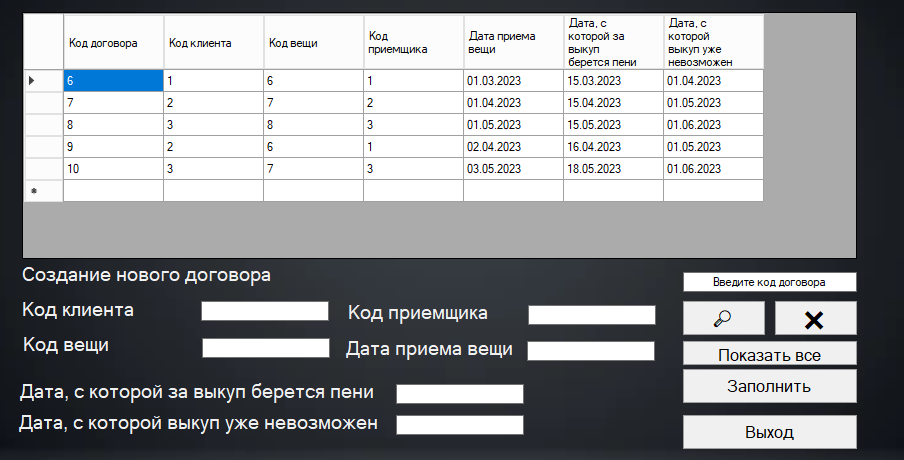 Код договора Код клиента Код вещи Код приемщика Дата приема вещи Дата, с которой за выкуп берется пени Дата, с которой выкуп уже невозможен
6 1 6 1 01.03.2023 15.03.2023 01.04.2023
7 2 7 2 01.04.2023 15.04.2023 01.05.2023
8 3 8 3 01.05.2023 15.05.2023 01.06.2023
9 2 6 1 02.04.2023 16.04.2023 01.05.2023
10 3 7 3 03.05.2023 18.05.2023 01.06.2023
Создание нового договора
Введите код договора
Код клиента
Код приемщика
Код вещи
Дата приема вещи
Показать все
Дата, с которой за выкуп берется пени
Заполнить
Дата, с которой выкуп уже невозможен
Выход